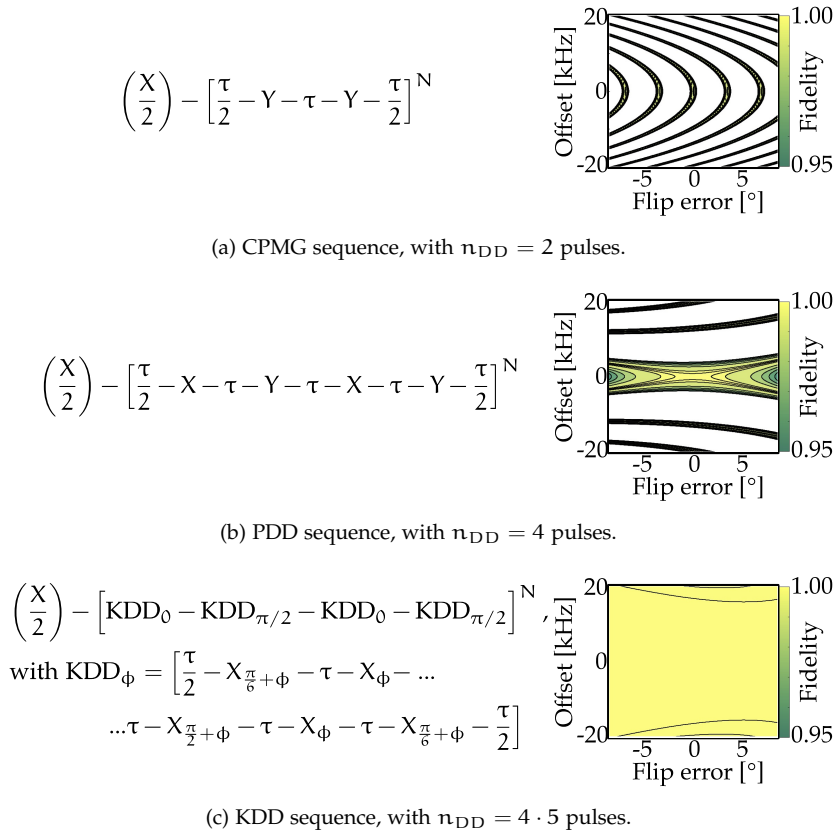 (X/2) − [τ/2 − Y − τ − Y − τ/2]^N
20
0
-20
Offset [kHz]
-5 0 5
Flip error [°]
1.00
0.95
Fidelity
(a) CPMG sequence, with n_DD = 2 pulses.
(X/2) − [τ/2 − X − τ − Y − τ − X − τ − Y − τ/2]^N
20
0
-20
Offset [kHz]
-5 0 5
Flip error [°]
1.00
0.95
Fidelity
(b) PDD sequence, with n_DD = 4 pulses.
(X/2) − [KDD_0 − KDD_π/2 − KDD_0 − KDD_π/2]^N ,
with KDD_ϕ = [τ/2 − X_π/6+ϕ − τ − X_ϕ − ...
...τ − X_π/2+ϕ − τ − X_ϕ − τ − X_π/6+ϕ − τ/2]
20
0
-20
Offset [kHz]
-5 0 5
Flip error [°]
1.00
0.95
Fidelity
(c) KDD sequence, with n_DD = 4 · 5 pulses.